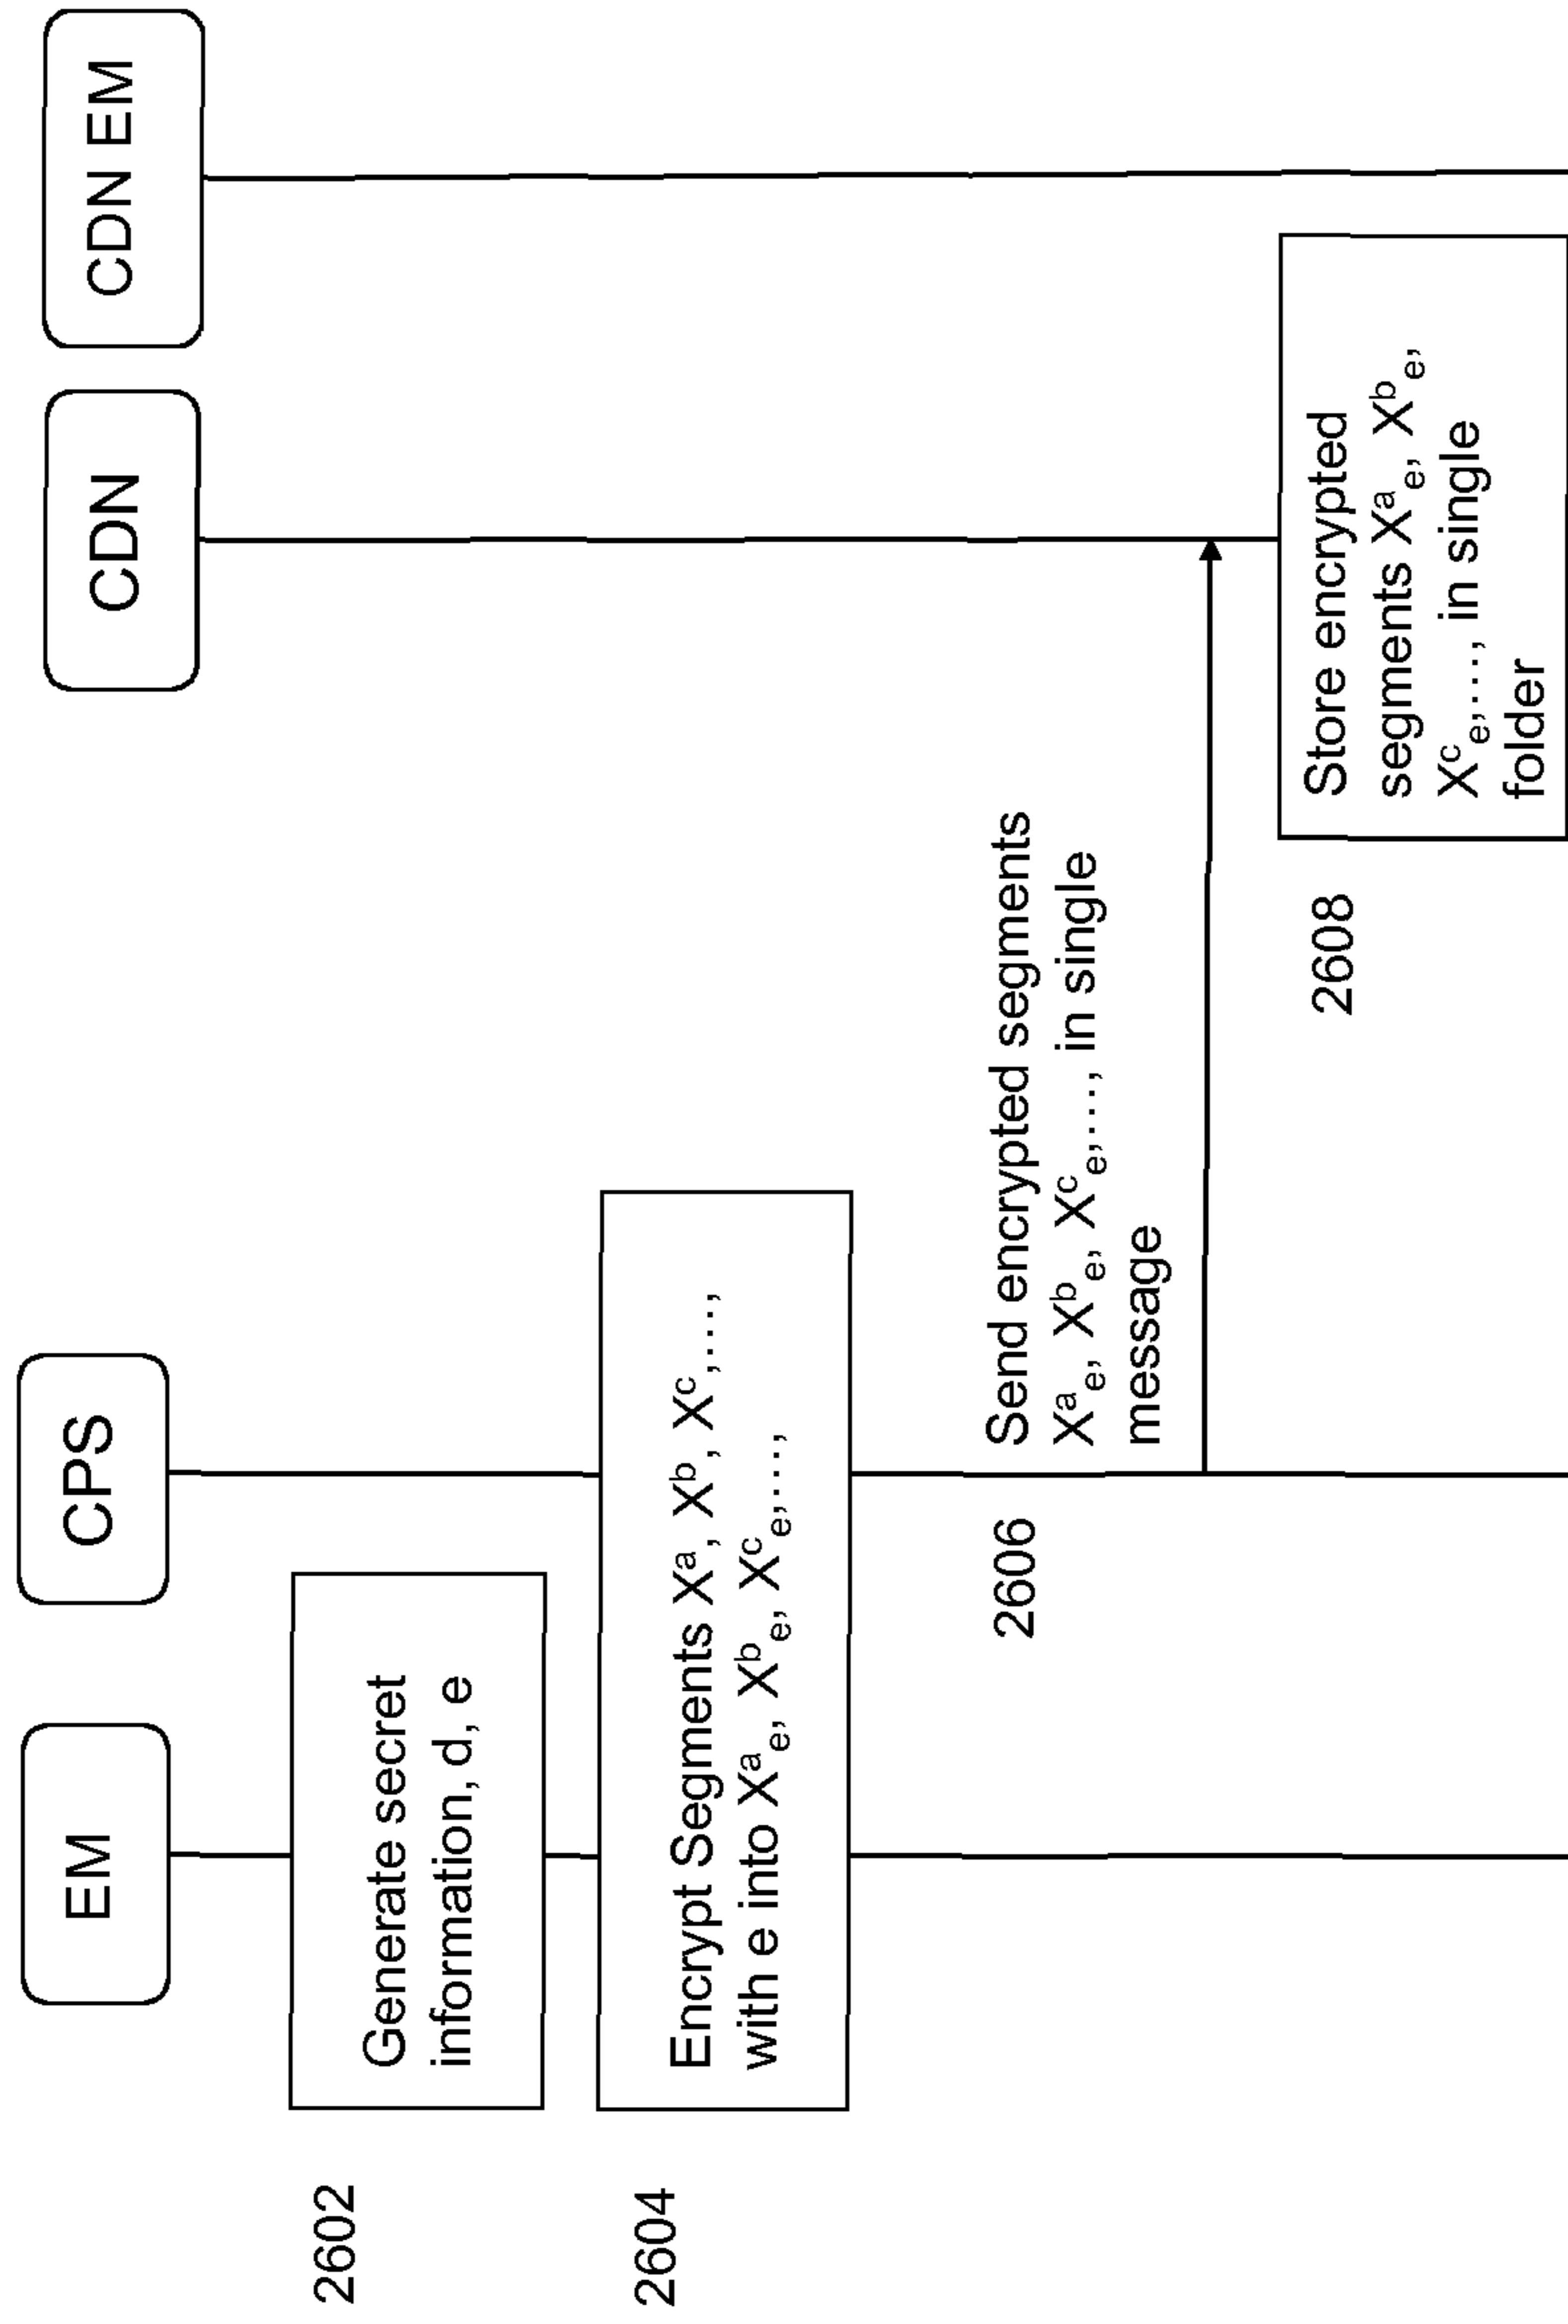 EM
CPS
CDN
CDN EM
2602
Generate secret
information, d, e
2604
Encrypt Segments Xᵃ, Xᵇ, Xᶜ,...,
with e into Xᵃₑ, Xᵇₑ, Xᶜₑ,...,
2606
Send encrypted segments
Xᵃₑ, Xᵇₑ, Xᶜₑ,..., in single
message
2608
Store encrypted
segments Xᵃₑ, Xᵇₑ,
Xᶜₑ,..., in single
folder